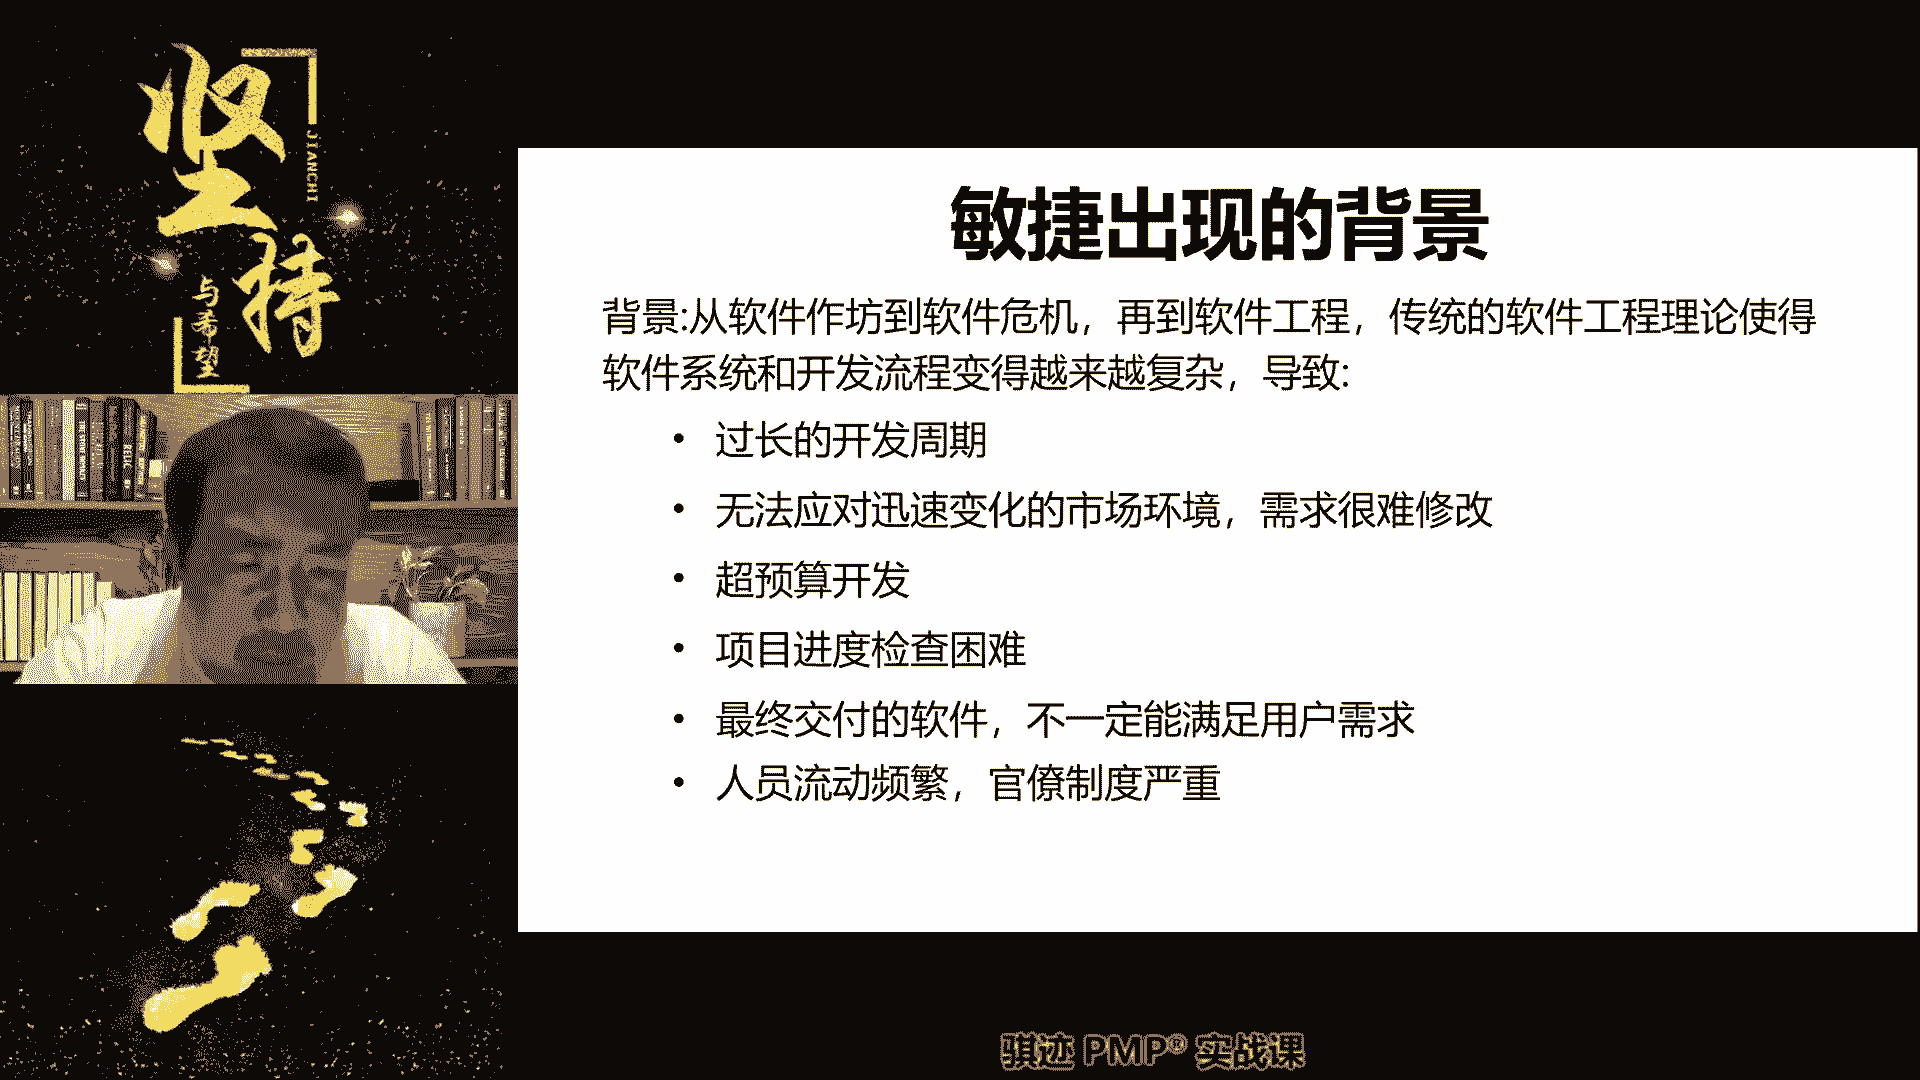 坚持
JIANCHI
与希望
敏捷出现的背景
背景:从软件作坊到软件危机，再到软件工程，传统的软件工程理论使得
软件系统和开发流程变得越来越复杂，导致:
• 过长的开发周期
• 无法应对迅速变化的市场环境，需求很难修改
• 超预算开发
• 项目进度检查困难
• 最终交付的软件，不一定能满足用户需求
• 人员流动频繁，官僚制度严重
骐迹 PMP® 实战课